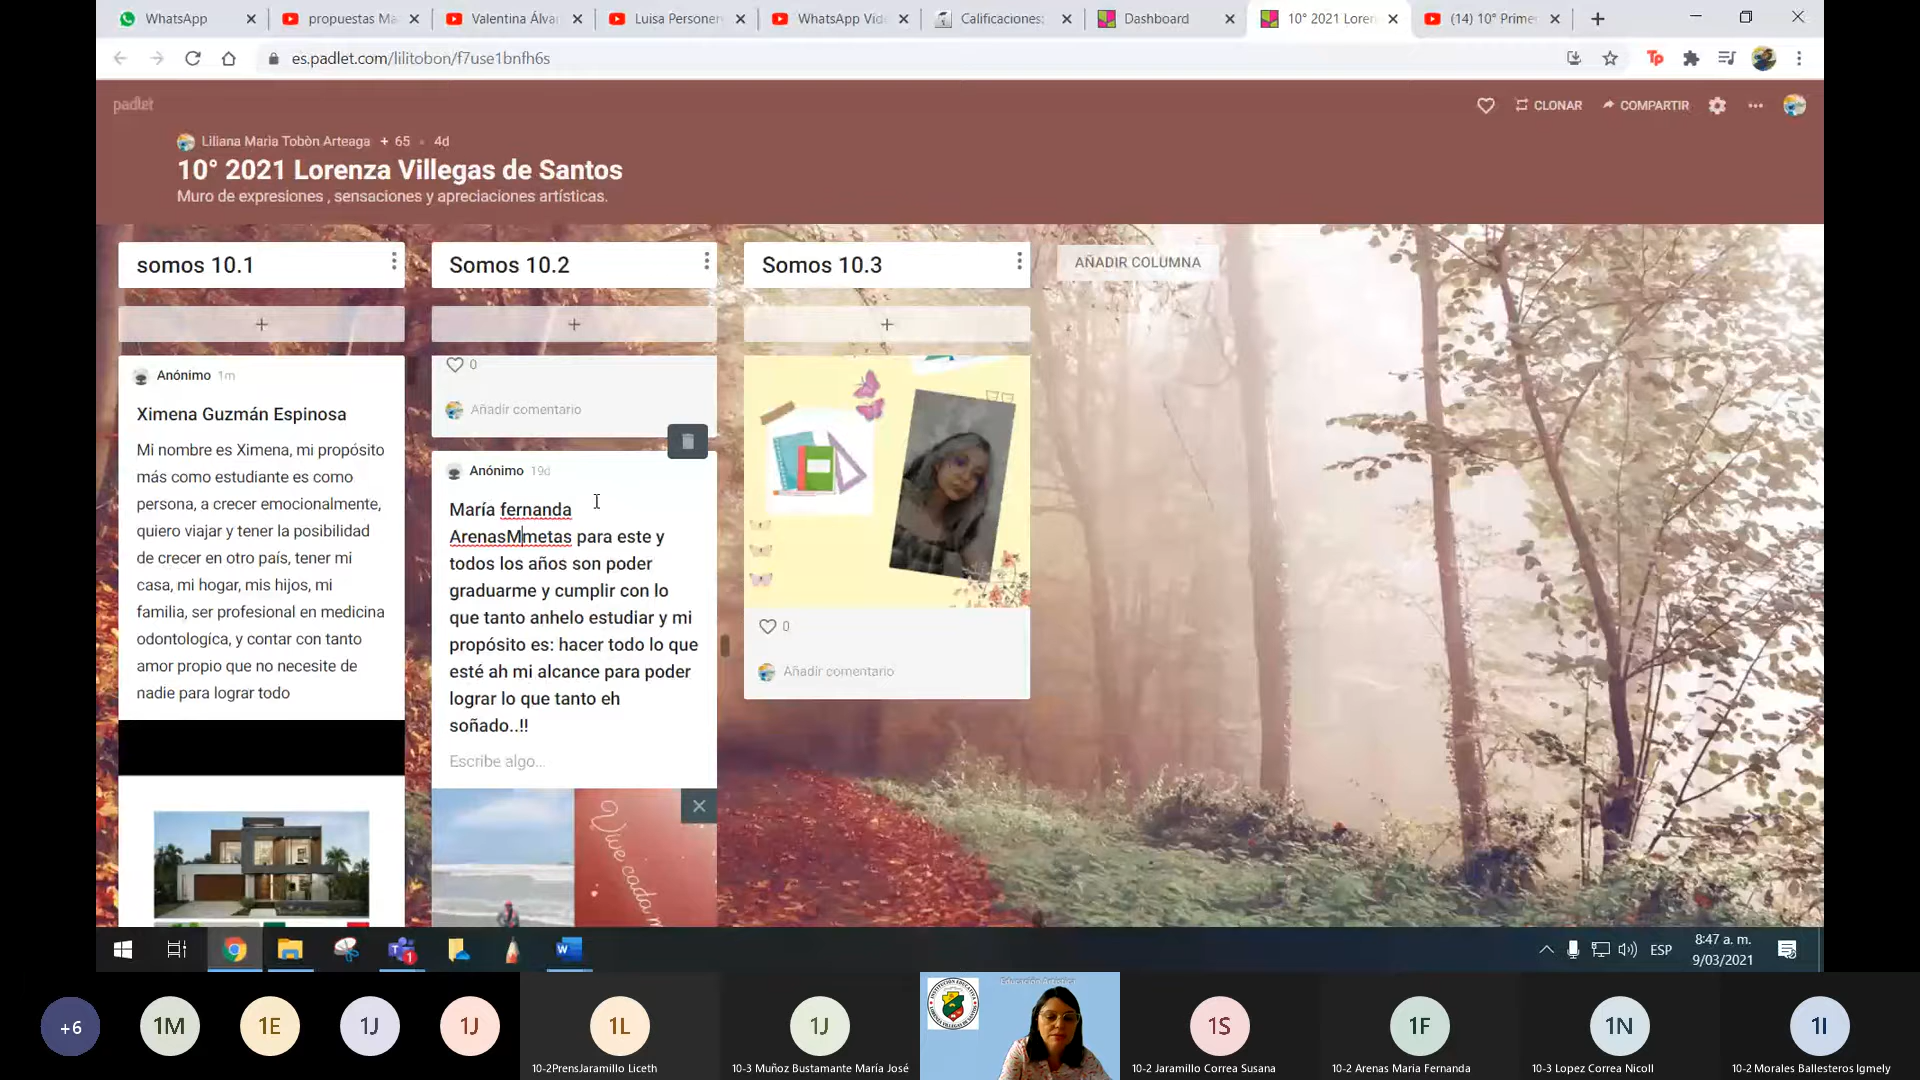 WhatsApp
propuestas Ma
Valentina Álva
Luisa Persone
WhatsApp Vid
Calificaciones:
Dashboard
10° 2021 Loren
(14) 10° Prime
es.padlet.com/lilitobon/f7use1bnfh6s
padlet
CLONAR
COMPARTIR
Liliana María Tobòn Arteaga + 65 • 4d
10° 2021 Lorenza Villegas de Santos
Muro de expresiones , sensaciones y apreciaciones artísticas.
somos 10.1
Somos 10.2
Somos 10.3
AÑADIR COLUMNA
Anónimo 1m
Ximena Guzmán Espinosa
Mi nombre es Ximena, mi propósito
más como estudiante es como
persona, a crecer emocionalmente,
quiero viajar y tener la posibilidad
de crecer en otro país, tener mi
casa, mi hogar, mis hijos, mi
familia, ser profesional en medicina
odontologíca, y contar con tanto
amor propio que no necesite de
nadie para lograr todo
0
Añadir comentario
Anónimo 19d
María fernanda
ArenasMmetas para este y
todos los años son poder
graduarme y cumplir con lo
que tanto anhelo estudiar y mi
propósito es: hacer todo lo que
esté ah mi alcance para poder
lograr lo que tanto eh
soñado..!!
Escribe algo...
Vive cada m
0
Añadir comentario
ESP
8:47 a. m.
9/03/2021
+6
1M
1E
1J
1J
1L
10-2PrensJaramillo Liceth
1J
10-3 Muñoz Bustamante María José
Educación Artística
1S
10-2 Jaramillo Correa Susana
1F
10-2 Arenas Maria Fernanda
1N
10-3 Lopez Correa Nicoll
1I
10-2 Morales Ballesteros Igmely